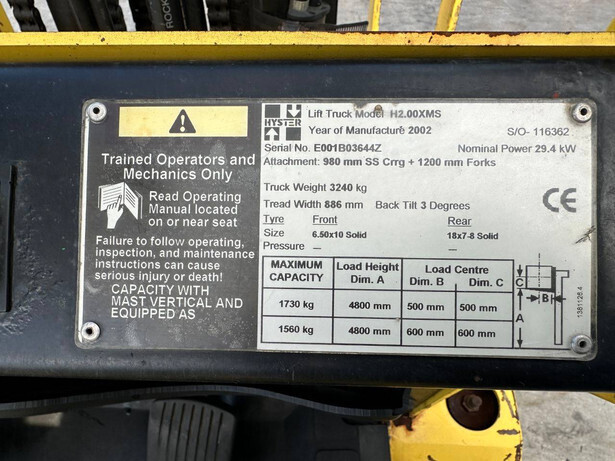 ROCK
HYSTER
Lift Truck Model H2.00XMS
Year of Manufacture 2002
S/O- 116362
Serial No. E001B03644Z
Nominal Power 29.4 kW
Attachment: 980 mm SS Crrg + 1200 mm Forks
Truck Weight 3240 kg
Tread Width 886 mm Back Tilt 3 Degrees
Tyre Front Rear
Size 6.50x10 Solid 18x7-8 Solid
Pressure — —
CE
MAXIMUM CAPACITY
Load Height Dim. A
Load Centre
Dim. B Dim. C
1730 kg 4800 mm 500 mm 500 mm
1560 kg 4800 mm 600 mm 600 mm
C
B
A
1381126.4
Trained Operators and
Mechanics Only
Read Operating
Manual located
on or near seat
Failure to follow operating,
inspection, and maintenance
instructions can cause
serious injury or death!
CAPACITY WITH
MAST VERTICAL AND
EQUIPPED AS